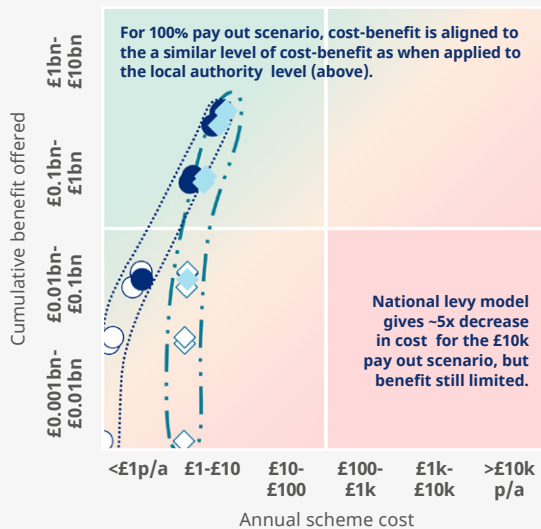 For 100% pay out scenario, cost-benefit is aligned to
the a similar level of cost-benefit as when applied to
the local authority level (above).
Cumulative benefit offered
£1bn-
£10bn
£0.1bn-
£1bn
£0.01bn-
£0.1bn
£0.001bn-
£0.01bn
National levy model
gives ~5x decrease
in cost for the £10k
pay out scenario, but
benefit still limited.
<£1p/a
£1-£10
£10-
£100
£100-
£1k
£1k-
£10k
>£10k
p/a
Annual scheme cost